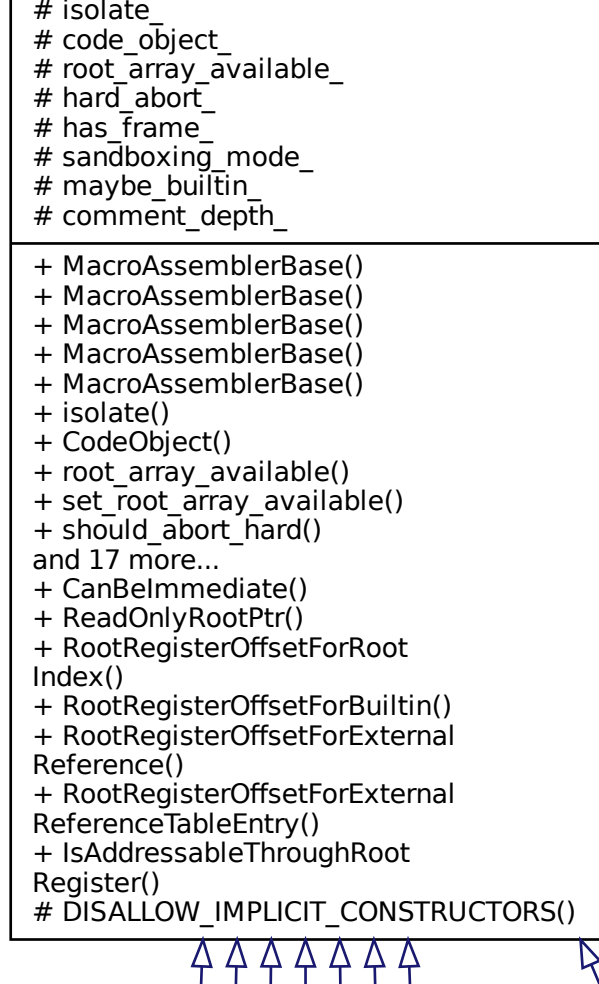 # isolate_
# code_object_
# root_array_available_
# hard_abort_
# has_frame_
# sandboxing_mode_
# maybe_builtin_
# comment_depth_
+ MacroAssemblerBase()
+ MacroAssemblerBase()
+ MacroAssemblerBase()
+ MacroAssemblerBase()
+ MacroAssemblerBase()
+ isolate()
+ CodeObject()
+ root_array_available()
+ set_root_array_available()
+ should_abort_hard()
and 17 more...
+ CanBeImmediate()
+ ReadOnlyRootPtr()
+ RootRegisterOffsetForRoot
Index()
+ RootRegisterOffsetForBuiltin()
+ RootRegisterOffsetForExternal
Reference()
+ RootRegisterOffsetForExternal
ReferenceTableEntry()
+ IsAddressableThroughRoot
Register()
# DISALLOW_IMPLICIT_CONSTRUCTORS()